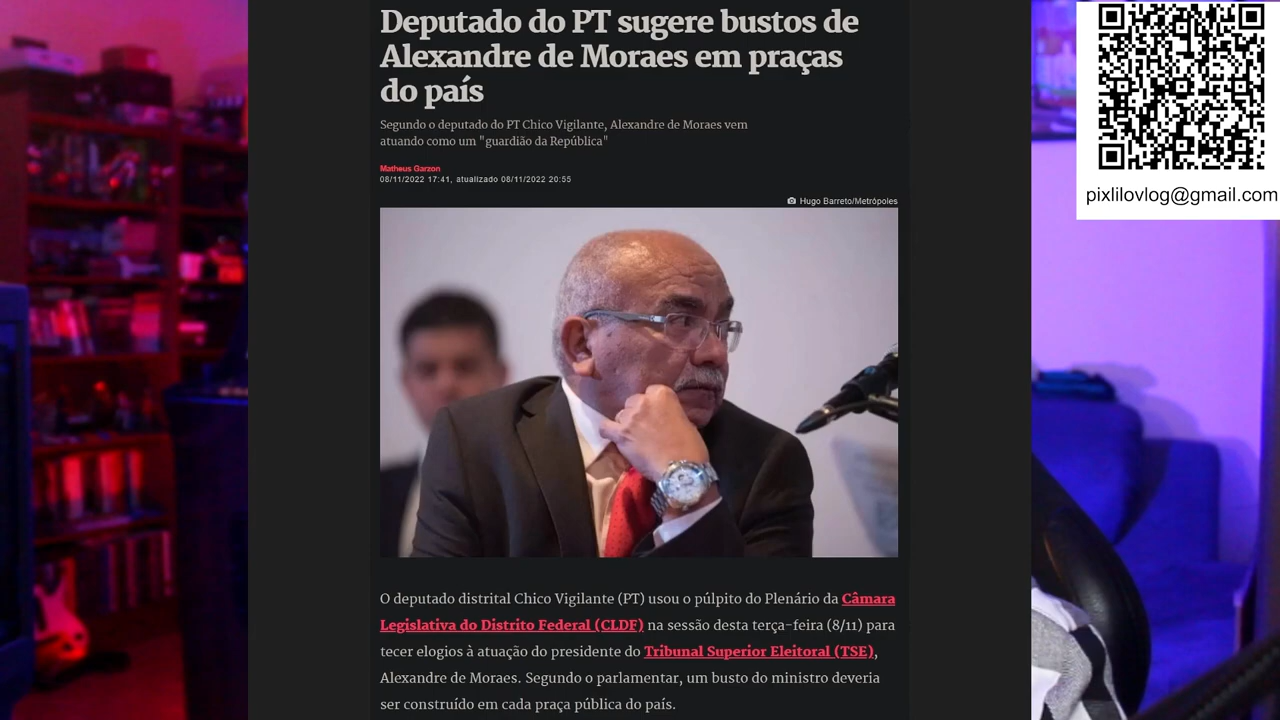 Deputado do PT sugere bustos de
Alexandre de Moraes em praças
do país
Segundo o deputado do PT Chico Vigilante, Alexandre de Moraes vem
atuando como um "guardião da República"
Matheus Garzon
08/11/2022 17:41, atualizado 08/11/2022 20:55
Hugo Barreto/Metrópoles
O deputado distrital Chico Vigilante (PT) usou o púlpito do Plenário da Câmara
Legislativa do Distrito Federal (CLDF) na sessão desta terça-feira (8/11) para
tecer elogios à atuação do presidente do Tribunal Superior Eleitoral (TSE),
Alexandre de Moraes. Segundo o parlamentar, um busto do ministro deveria
ser construído em cada praça pública do país.
pixlilovlog@gmail.com